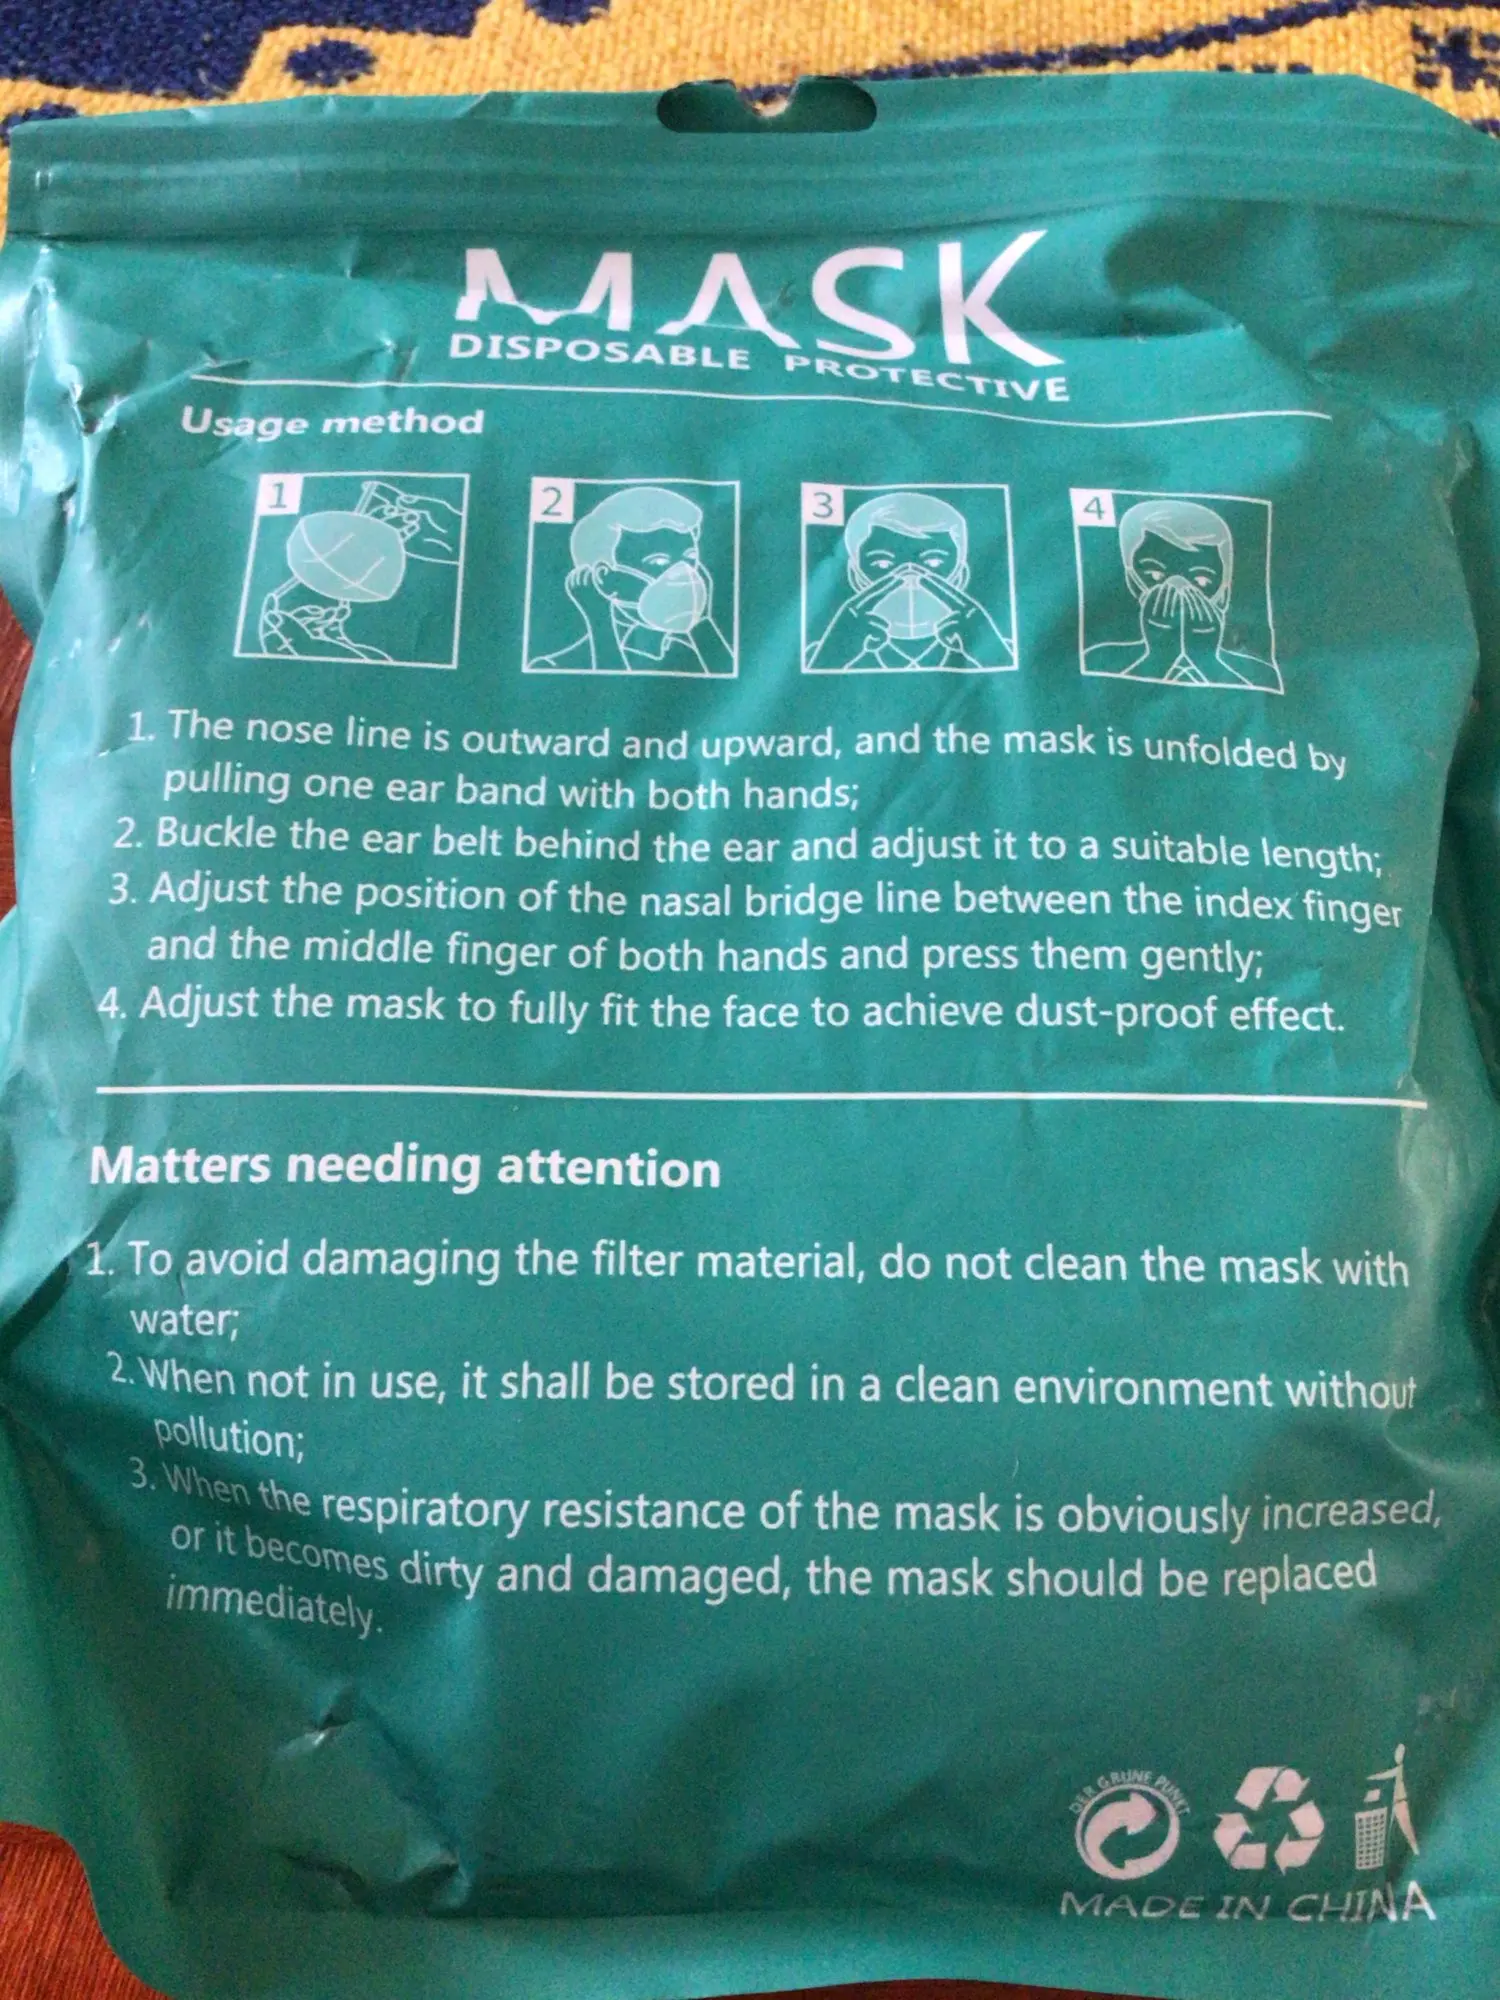 MASK
DISPOSABLE PROTECTIVE
Usage method
1
2
3
4
1. The nose line is outward and upward, and the mask is unfolded by
pulling one ear band with both hands;
2. Buckle the ear belt behind the ear and adjust it to a suitable length;
3. Adjust the position of the nasal bridge line between the index finger
and the middle finger of both hands and press them gently;
4. Adjust the mask to fully fit the face to achieve dust-proof effect.
Matters needing attention
1. To avoid damaging the filter material, do not clean the mask with
water;
2. When not in use, it shall be stored in a clean environment without
pollution;
3. When the respiratory resistance of the mask is obviously increased,
or it becomes dirty and damaged, the mask should be replaced
immediately.
DER GRUNE PUNKT
MADE IN CHINA